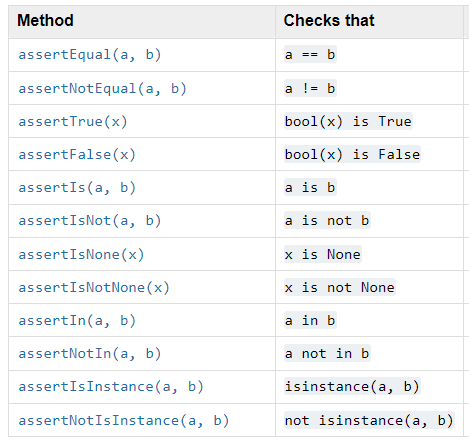 Method Checks that
assertEqual(a, b) a == b
assertNotEqual(a, b) a != b
assertTrue(x) bool(x) is True
assertFalse(x) bool(x) is False
assertIs(a, b) a is b
assertIsNot(a, b) a is not b
assertIsNone(x) x is None
assertIsNotNone(x) x is not None
assertIn(a, b) a in b
assertNotIn(a, b) a not in b
assertIsInstance(a, b) isinstance(a, b)
assertNotIsInstance(a, b) not isinstance(a, b)